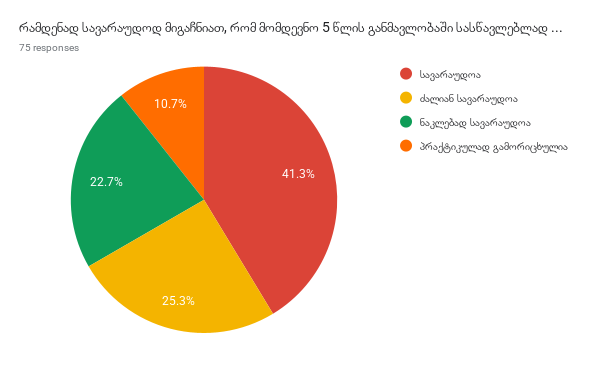 რამდენად სავარაუდოდ მიგაჩნიათ, რომ მომდევნო 5 წლის განმავლობაში სასწავლებლად ...
75 responses
სავარაუდოა
ძალიან სავარაუდოა
ნაკლებად სავარაუდოა
პრაქტიკულად გამორიცხულია
10.7%
41.3%
22.7%
25.3%